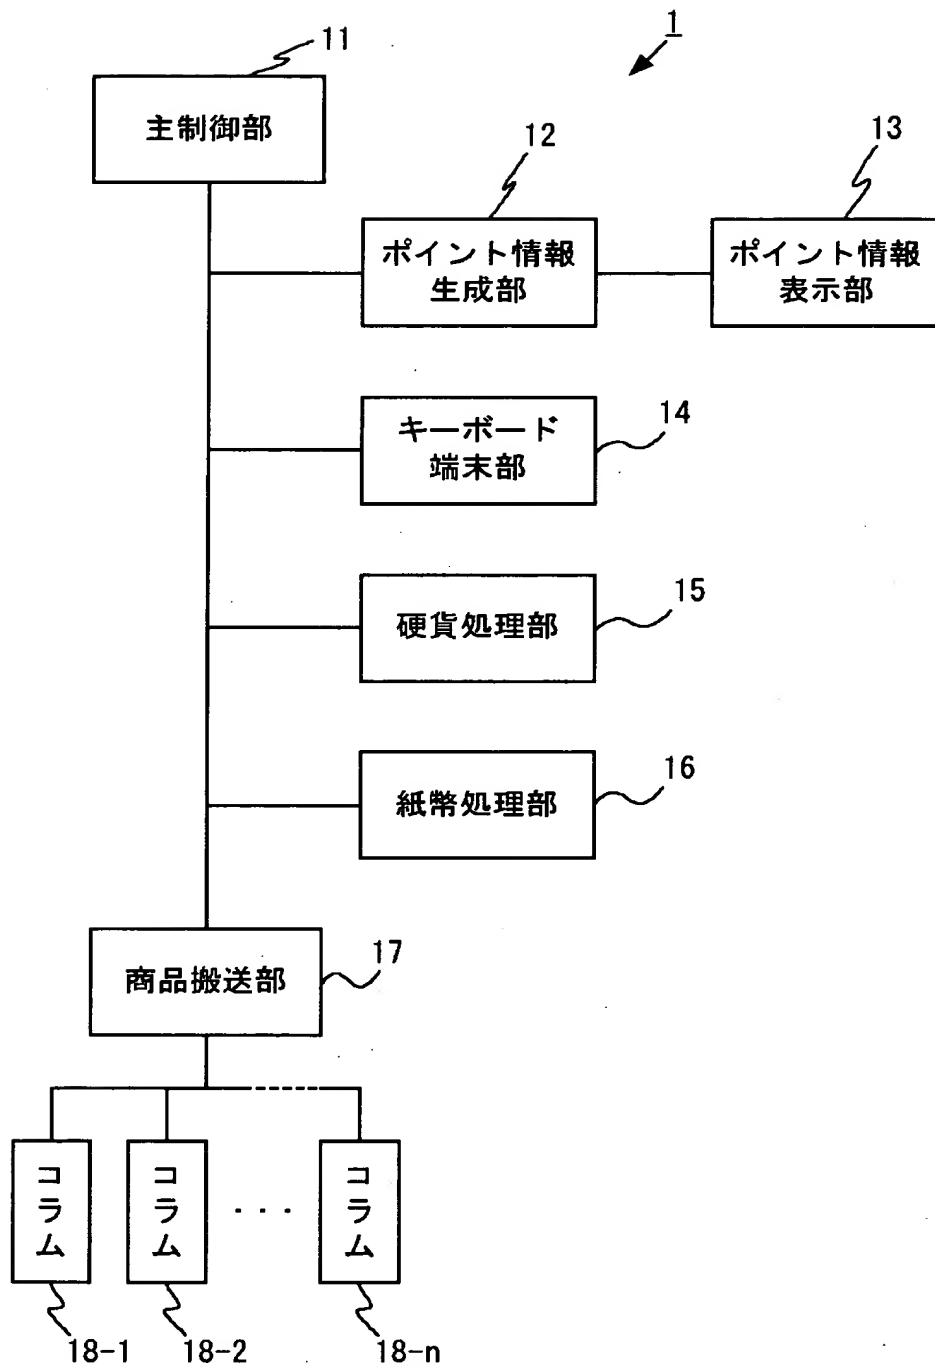 1
11
主制御部
12
13
ポイント情報
生成部
ポイント情報
表示部
14
キーボード
端末部
15
硬貨処理部
16
紙幣処理部
17
商品搬送部
コラム
コラム
・・・
コラム
18-1
18-2
18-n